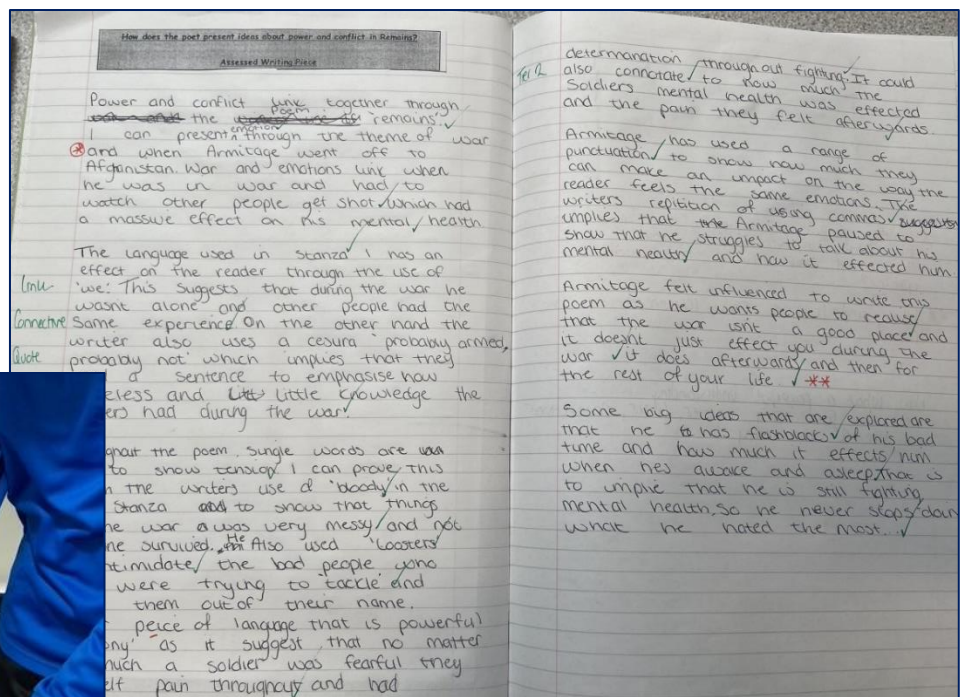 How does the poet present ideas about power and conflict in Remains?
Assessed Writing Piece
Power and conflict link together through
the poem 'remains'.
I can present emotion through the theme of war
and when Armitage went off to
Afganistan. War and emotions link when
he was in war and had to
watch other people get shot which had
a massive effect on his mental health.
The language used in stanza 1 has an
effect on the reader through the use of
'we'. This suggests that during the war he
wasnt alone and other people had the
same experience. On the other hand the
writer also uses a cesura 'probably armed,
probably not' which implies that they
a sentence to emphasise how
and little knowledge the
had during the war.
the poem, single words are
to show tension. I can prove this
the writers use of 'bloody' in the
Stanza to show that things
war was very messy and not
survived. He Also used 'looters'
the bad people who
were trying to 'tackle' and
them out of their name.
peice of language that is powerful
as it suggest that no matter
a soldier was fearful they
pain throughout and had
Link
Connective
Quote
determanation throughout fighting. It could
also connotate to how much the
Soldiers mental health was effected
and the pain they felt afterwards.
Armitage has used a range of
punctuation to show how much they
can make an impact on the way the
reader feels the same emotions. The
writers repitition of using commas
implies that Armitage paused to
show that he struggles to talk about his
mental health and how it effected him.
Armitage felt influenced to write this
poem as he wants people to realise
that the war isnt a good place and
it doesnt just effect you during the
war it does afterwards and then for
the rest of your life **
Some big ideas that are explored are
that he has flashblacks of his bad
time and how much it effects him
when hes awake and asleep. That is
to implie that he is still fighting
mental health, So he never slops down
what he hated the most.